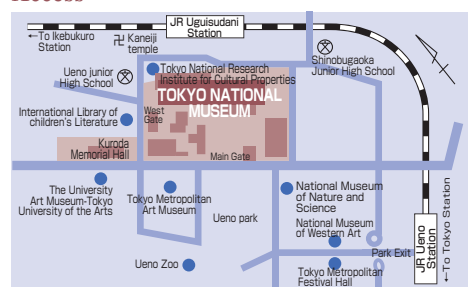 JR Uguisudani
Station
←To Ikebukuro
Station
卍 Kaneiji
temple
Shinobugaoka
Junior High School
Ueno junior
High School
文
文
Tokyo National Research
Institute for Cultural Properties
TOKYO NATIONAL
MUSEUM
West
Gate
International Library of
children's Literature
Kuroda
Memorial Hall
Main Gate
The University
Art Museum-Tokyo
University of the Arts
Tokyo Metropolitan
Art Museum
Ueno park
National Museum
of Nature and
Science
National Museum
of Western Art
Park Exit
JR Ueno
Station
←To Tokyo Station
Ueno Zoo
Tokyo Metropolitan
Festival Hall